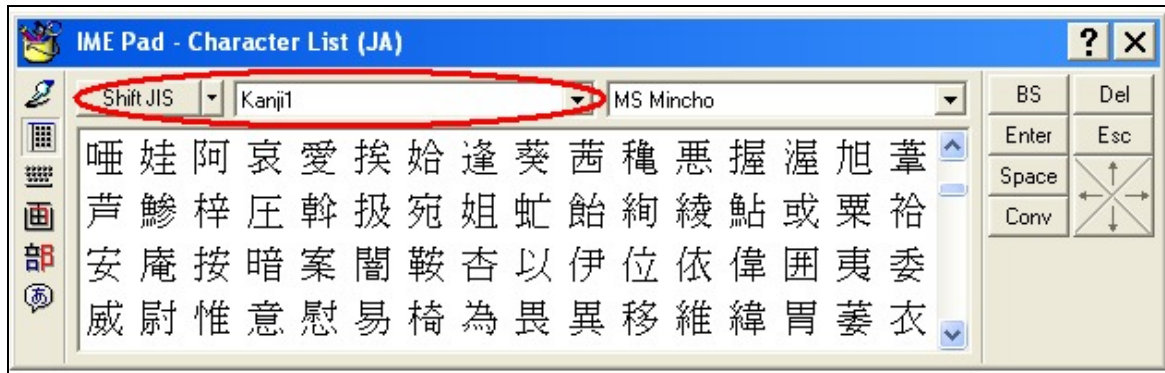 IME Pad - Character List (JA)
Shift JIS Kanji1 MS Mincho
唖 娃 阿 哀 愛 挨 姶 逢 葵 茜 穐 悪 握 渥 旭 葦
芦 鯵 梓 圧 斡 扱 宛 姐 虻 飴 絢 綾 鮎 或 粟 袷
安 庵 按 暗 案 闇 鞍 杏 以 伊 位 依 偉 囲 夷 委
威 尉 惟 意 慰 易 椅 為 畏 異 移 維 緯 胃 萎 衣
画
部
あ
BS Del
Enter Esc
Space
Conv